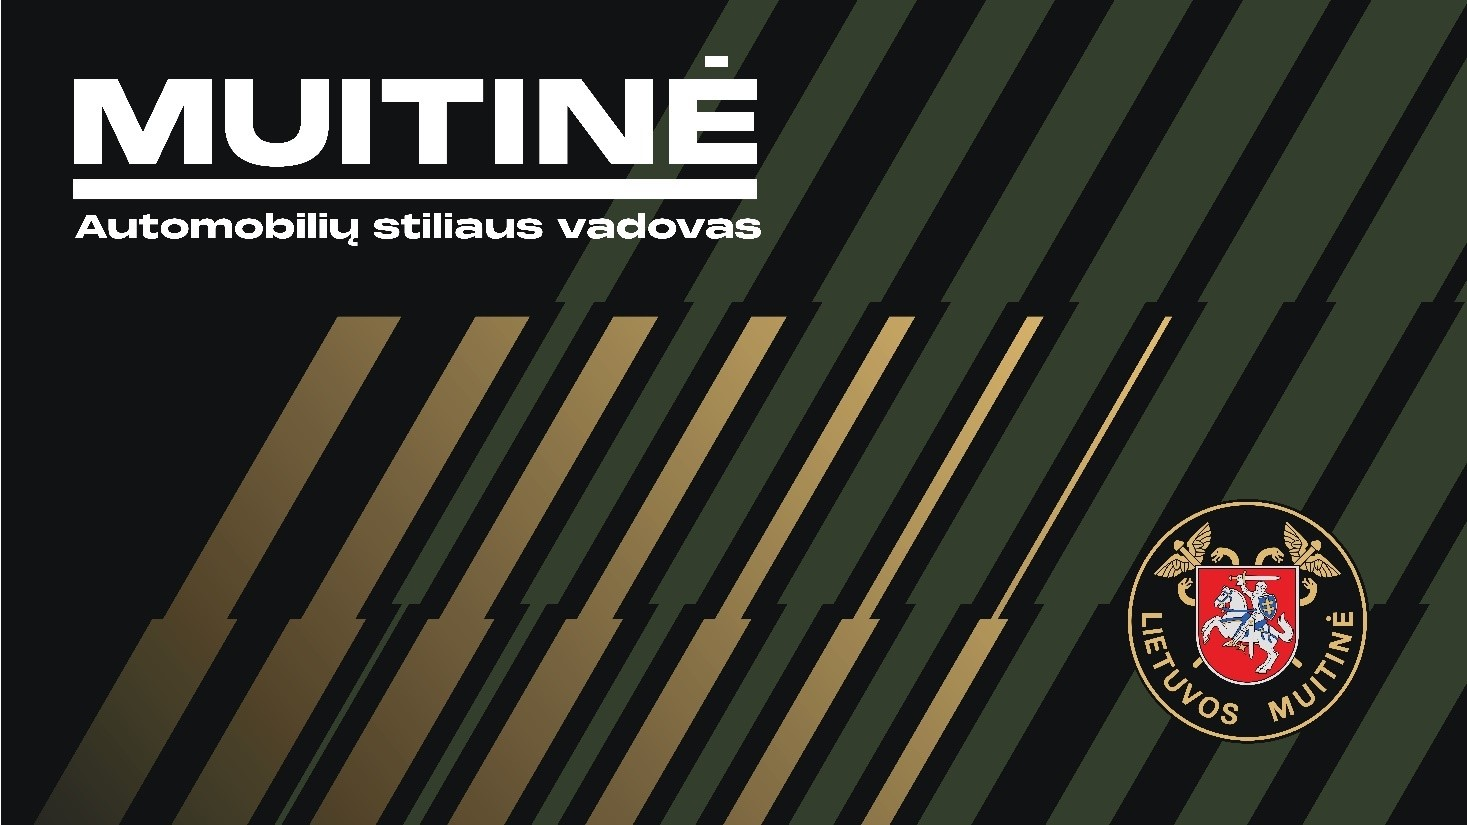 MUITINĖ
Automobilių stiliaus vadovas
LIETUVOS MUITINĖ